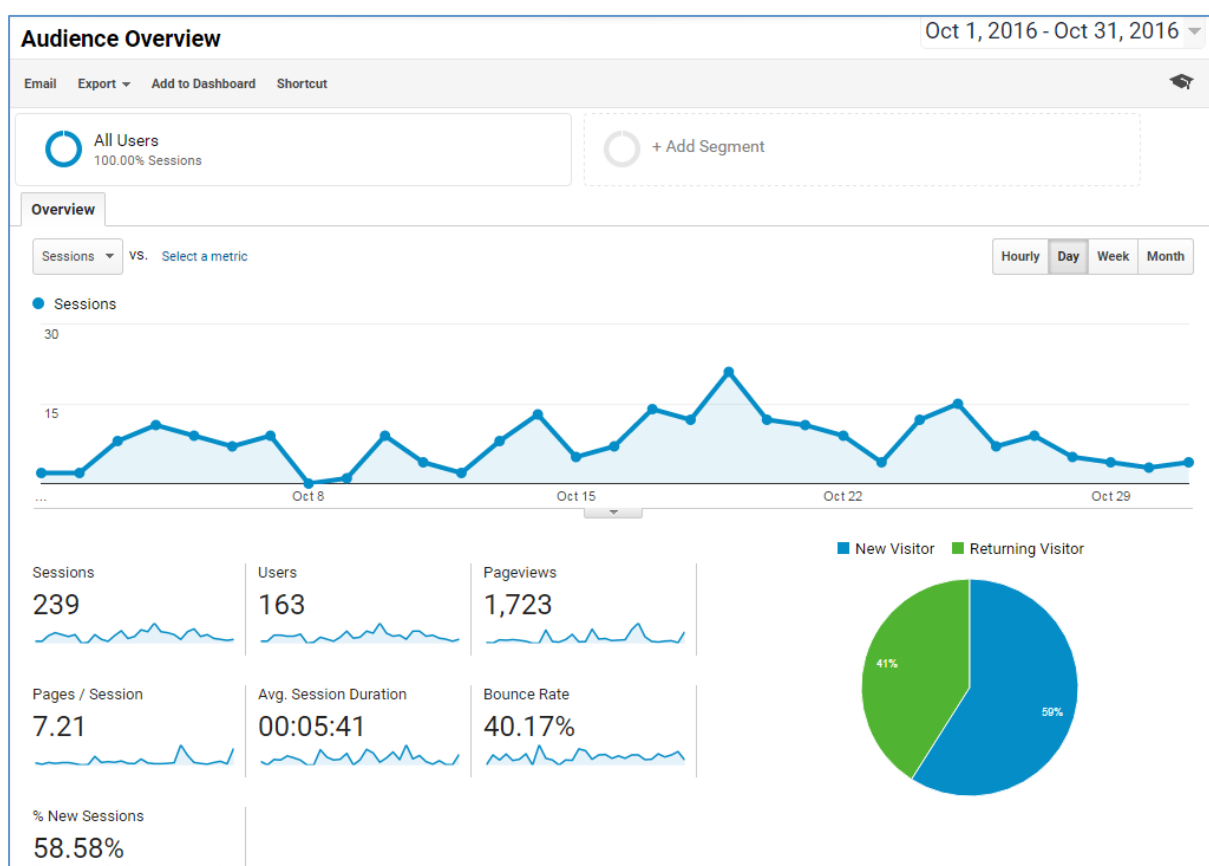 Audience Overview
Oct 1, 2016 - Oct 31, 2016
Email Export Add to Dashboard Shortcut
All Users
100.00% Sessions
+ Add Segment
Overview
Sessions VS. Select a metric
Hourly Day Week Month
Sessions
30
15
... Oct 8 Oct 15 Oct 22 Oct 29
New Visitor Returning Visitor
Sessions
239
Users
163
Pageviews
1,723
Pages / Session
7.21
Avg. Session Duration
00:05:41
Bounce Rate
40.17%
41%
59%
% New Sessions
58.58%